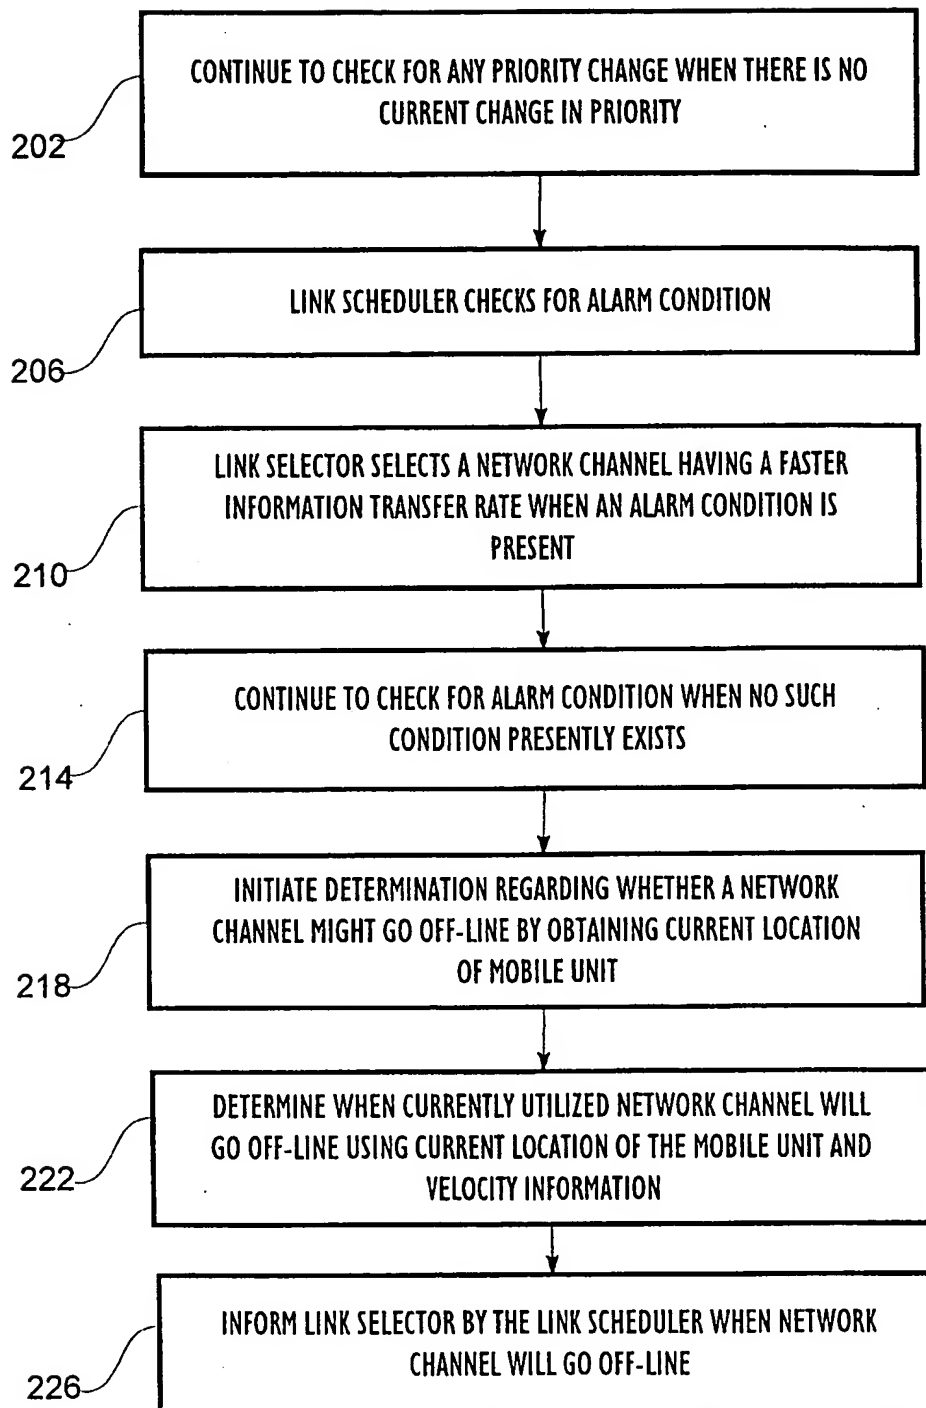 CONTINUE TO CHECK FOR ANY PRIORITY CHANGE WHEN THERE IS NO
CURRENT CHANGE IN PRIORITY
202
LINK SCHEDULER CHECKS FOR ALARM CONDITION
206
LINK SELECTOR SELECTS A NETWORK CHANNEL HAVING A FASTER
INFORMATION TRANSFER RATE WHEN AN ALARM CONDITION IS
PRESENT
210
CONTINUE TO CHECK FOR ALARM CONDITION WHEN NO SUCH
CONDITION PRESENTLY EXISTS
214
INITIATE DETERMINATION REGARDING WHETHER A NETWORK
CHANNEL MIGHT GO OFF-LINE BY OBTAINING CURRENT LOCATION
OF MOBILE UNIT
218
DETERMINE WHEN CURRENTLY UTILIZED NETWORK CHANNEL WILL
GO OFF-LINE USING CURRENT LOCATION OF THE MOBILE UNIT AND
VELOCITY INFORMATION
222
INFORM LINK SELECTOR BY THE LINK SCHEDULER WHEN NETWORK
CHANNEL WILL GO OFF-LINE
226